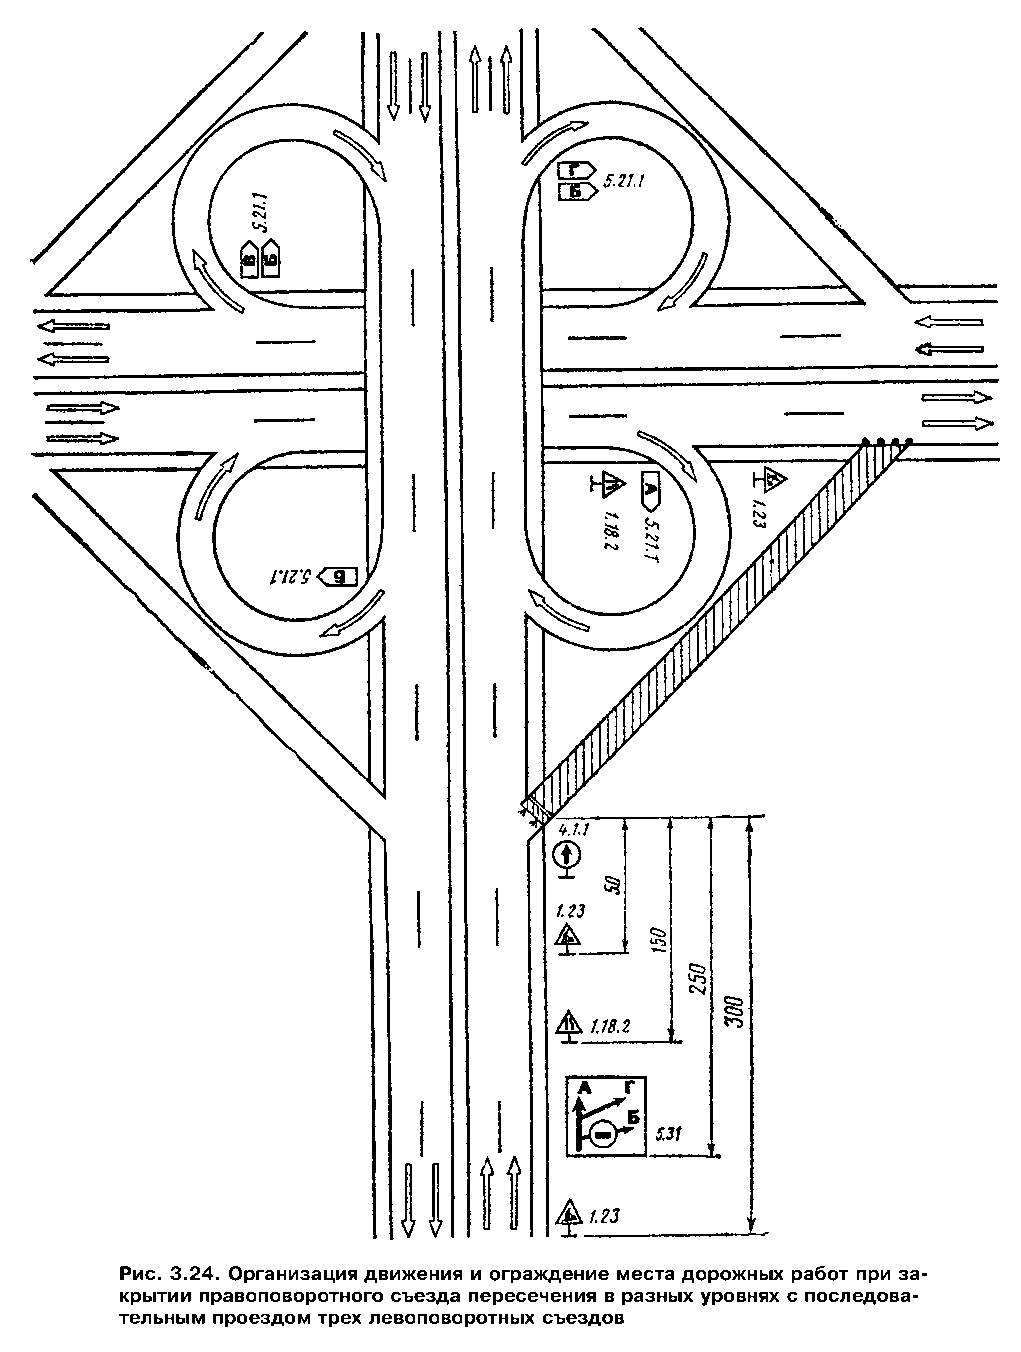 5.21.1
В
Б
Г
Б
5.21.1
1.18.2
А
5.21.1
1.23
5.21.1
Б
4.1.1
50
1.23
150
250
300
1.18.2
А
Г
Б
5.31
1.23
Рис. 3.24. Организация движения и ограждение места дорожных работ при за-
крытии правоповоротного съезда пересечения в разных уровнях с последова-
тельным проездом трех левоповоротных съездов